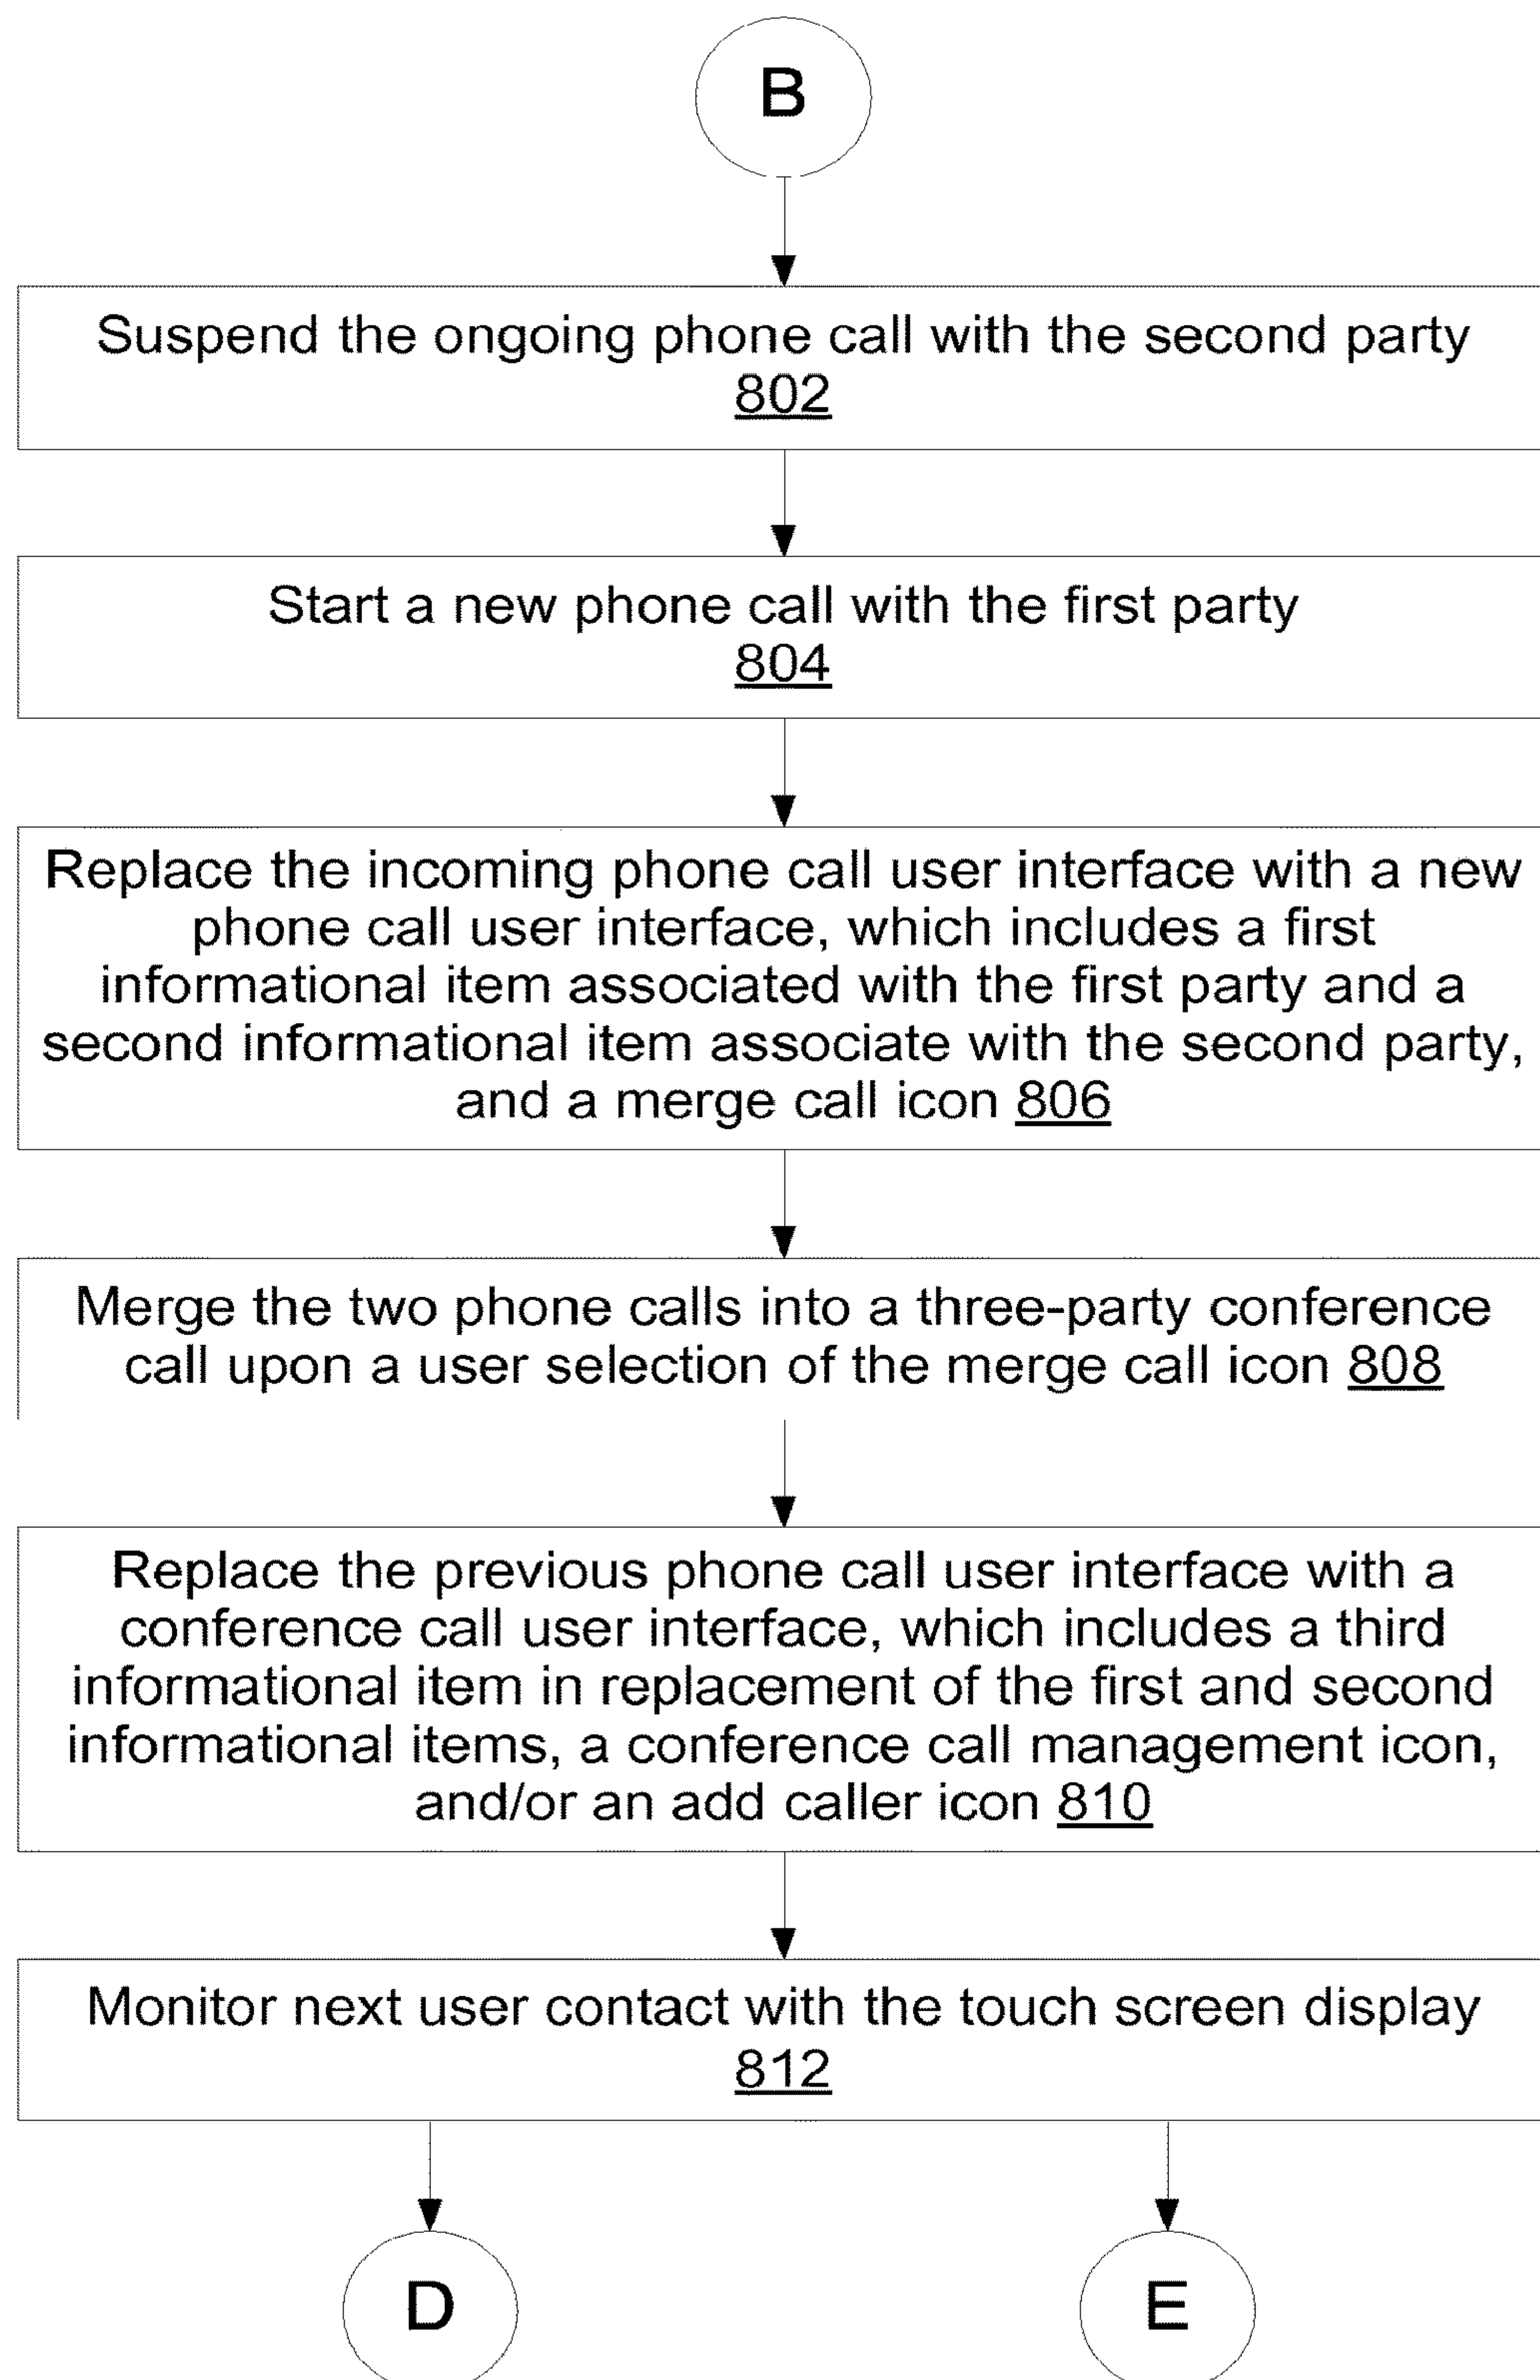 B
Suspend the ongoing phone call with the second party
802
Start a new phone call with the first party
804
Replace the incoming phone call user interface with a new
phone call user interface, which includes a first
informational item associated with the first party and a
second informational item associate with the second party,
and a merge call icon 806
Merge the two phone calls into a three-party conference
call upon a user selection of the merge call icon 808
Replace the previous phone call user interface with a
conference call user interface, which includes a third
informational item in replacement of the first and second
informational items, a conference call management icon,
and/or an add caller icon 810
Monitor next user contact with the touch screen display
812
D
E